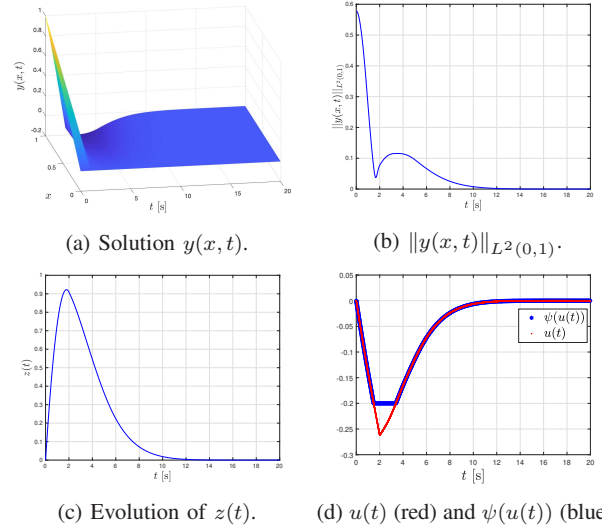 1
0.8
0.6
0.4
0.2
0
-0.2
1
0.5
0
0
5
10
15
20
y(x, t)
x
t [s]
0.6
0.5
0.4
0.3
0.2
0.1
0
0 2 4 6 8 10 12 14 16 18 20
||y(x, t)||_{L²(0,1)}
t [s]
(a) Solution y(x, t).
(b) ‖y(x, t)‖_{L²(0,1)}.
1
0.9
0.8
0.7
0.6
0.5
0.4
0.3
0.2
0.1
0
0 2 4 6 8 10 12 14 16 18 20
z(t)
t [s]
0.05
0
-0.05
-0.1
-0.15
-0.2
-0.25
-0.3
0 2 4 6 8 10 12 14 16 18 20
ψ(u(t))
u(t)
t [s]
(c) Evolution of z(t).
(d) u(t) (red) and ψ(u(t)) (blue